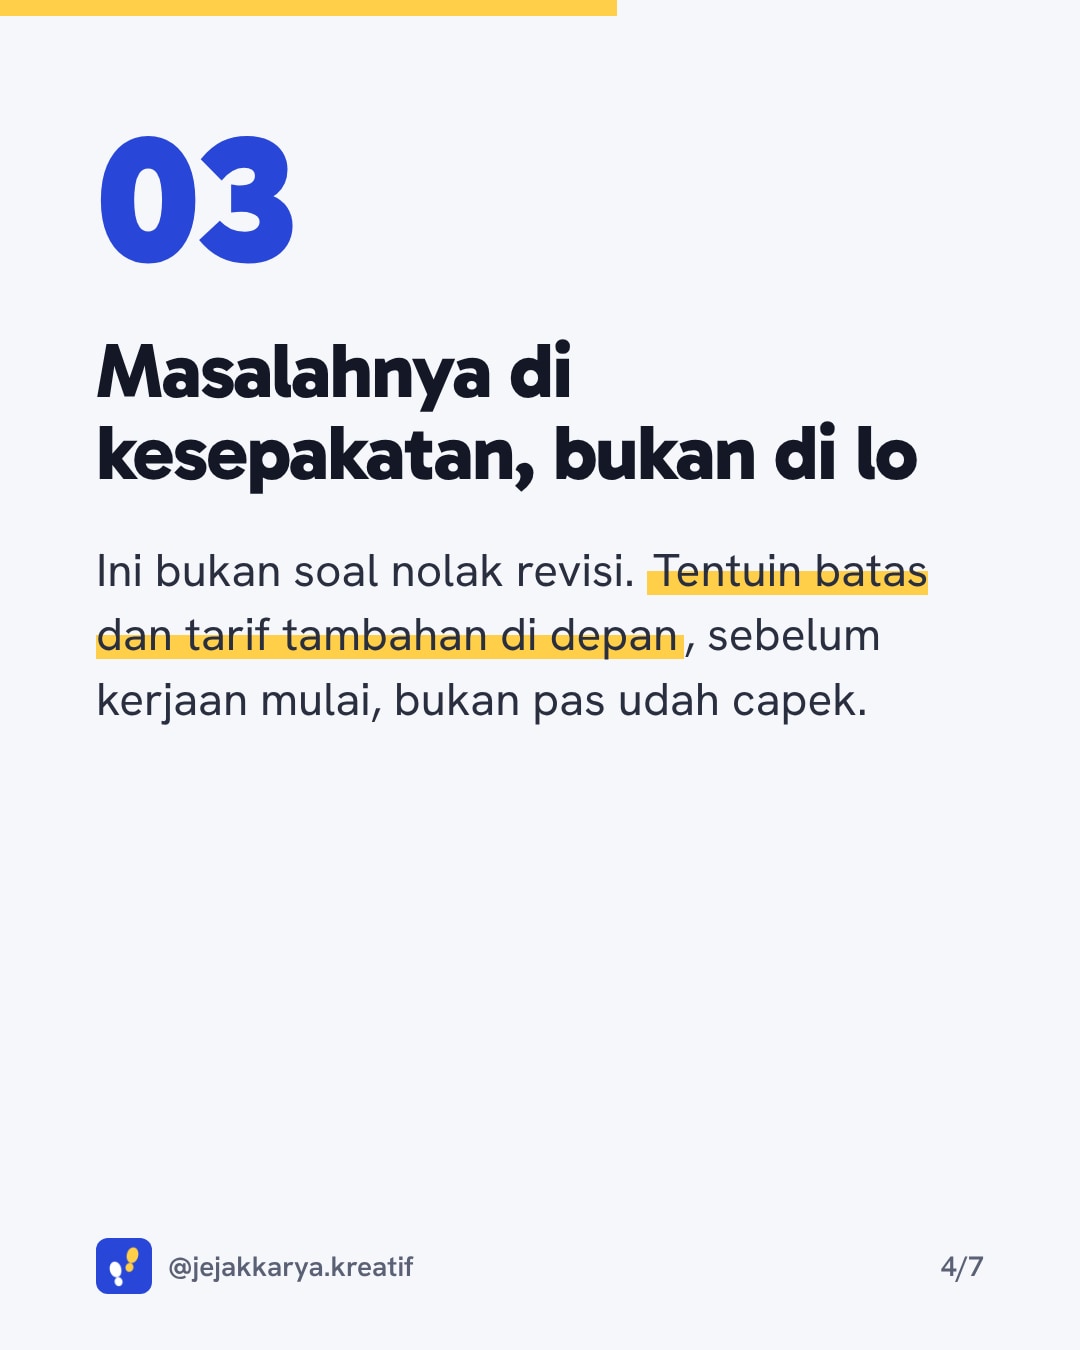 03
Masalahnya di
kesepakatan, bukan di lo
Ini bukan soal nolak revisi. Tentuin batas
dan tarif tambahan di depan, sebelum
kerjaan mulai, bukan pas udah capek.
@jejakkarya.kreatif
4/7